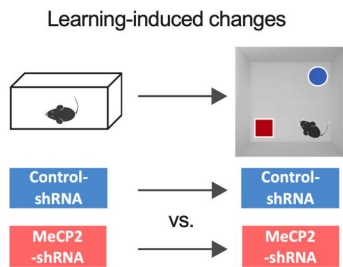 Learning-induced changes
Control-
shRNA
Control-
shRNA
vs.
MeCP2
-shRNA
MeCP2
-shRNA